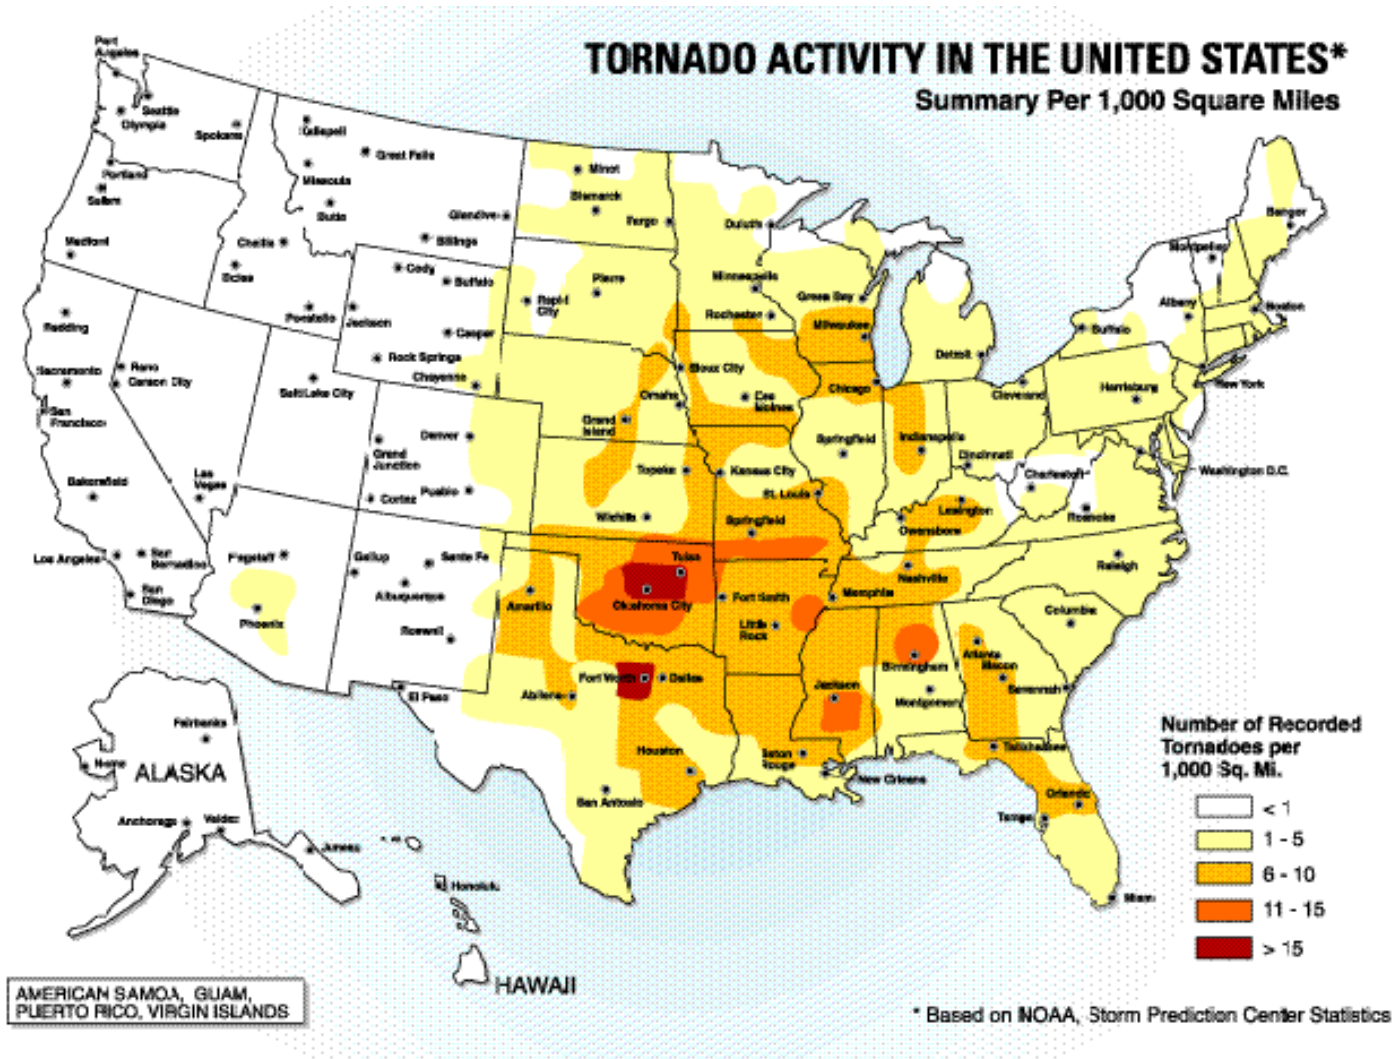 TORNADO ACTIVITY IN THE UNITED STATES*
Summary Per 1,000 Square Miles
Port
Angeles
Seattle
Olympia
Spokane
Portland
Salem
Medford
Kalispell
Great Falls
Missoula
Butte
Glendive
Billings
Challis
Boise
Pocatello
Cody
Buffalo
Jackson
Casper
Rock Springs
Cheyenne
Minot
Bismarck
Fargo
Pierre
Rapid
City
Duluth
Minneapolis
Rochester
Green Bay
Milwaukee
Bangor
Montpelier
Albany
Boston
Buffalo
Detroit
Redding
Reno
Carson City
Sacramento
San
Francisco
Salt Lake City
Sioux City
Omaha
Grand
Island
Des
Moines
Chicago
Cleveland
Harrisburg
New York
Denver
Grand
Junction
Pueblo
Cortez
Las
Vegas
Bakersfield
Topeka
Kansas City
Springfield
Indianapolis
Cincinnati
Charleston
Washington D.C.
St. Louis
Wichita
Springfield
Owensboro
Lexington
Roanoke
Los Angeles
San
Bernadino
San
Diego
Flagstaff
Phoenix
Gallup
Santa Fe
Albuquerque
Roswell
Amarillo
Tulsa
Oklahoma City
Fort Smith
Little
Rock
Memphis
Nashville
Raleigh
Columbia
Birmingham
Atlanta
Macon
Savannah
Montgomery
Jackson
Fort Worth
Dallas
Abilene
El Paso
Houston
San Antonio
Baton
Rouge
New Orleans
Tallahassee
Orlando
Tampa
Miami
Fairbanks
Nome
ALASKA
Anchorage
Valdez
Juneau
Honolulu
HAWAII
Number of Recorded
Tornadoes per
1,000 Sq. Mi.
< 1
1 - 5
6 - 10
11 - 15
> 15
AMERICAN SAMOA, GUAM,
PUERTO RICO, VIRGIN ISLANDS
* Based on NOAA, Storm Prediction Center Statistics